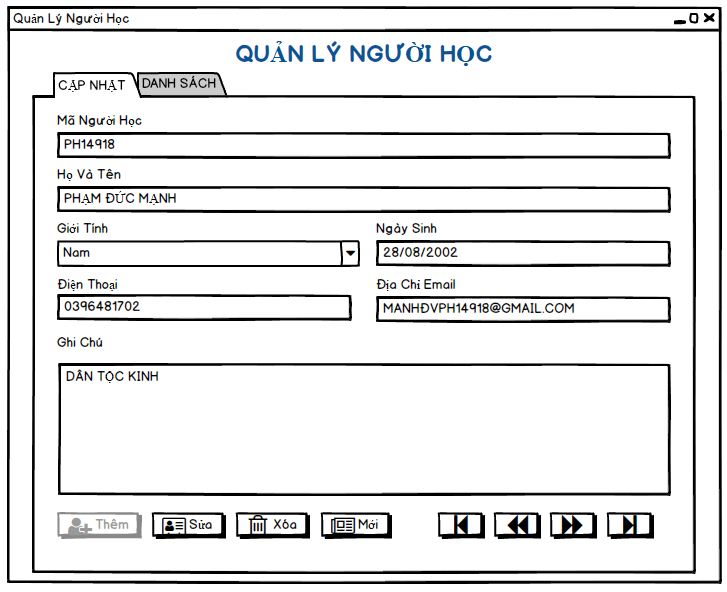 Quản Lý Người Học
QUẢN LÝ NGƯỜI HỌC
CẬP NHẬT DANH SÁCH
Mã Người Học
PH14918
Họ Và Tên
PHẠM ĐỨC MẠNH
Giới Tính Ngày Sinh
Nam 28/08/2002
Điện Thoại Địa Chỉ Email
0396481702 MANHĐVPH14918@GMAIL.COM
Ghi Chú
DÂN TỘC KINH
Thêm Sửa Xóa Mới